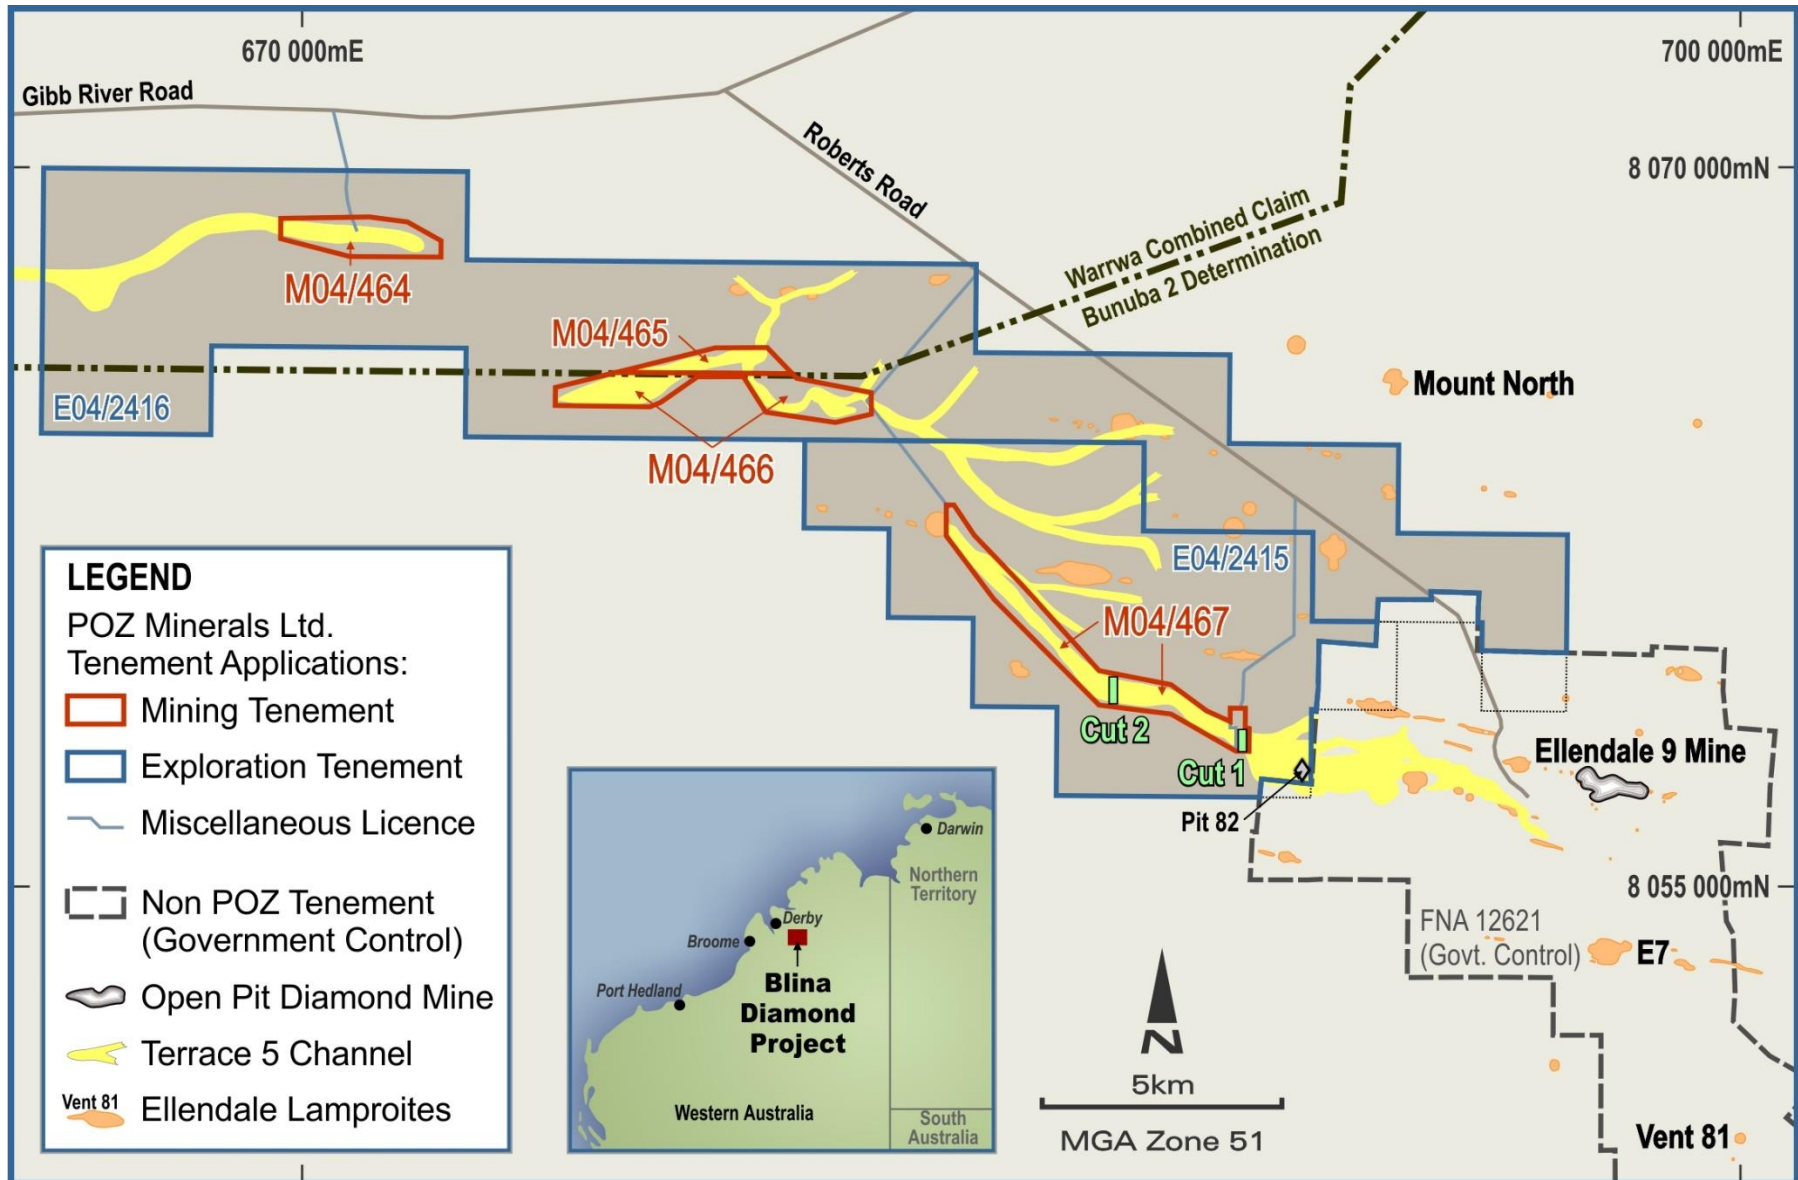 670 000mE
700 000mE
Gibb River Road
Roberts Road
8 070 000mN
Warrwa Combined Claim
Bunuba 2 Determination
M04/464
M04/465
Mount North
E04/2416
M04/466
E04/2415
M04/467
Cut 2
Cut 1
Ellendale 9 Mine
Pit 82
8 055 000mN
FNA 12621
(Govt. Control)
E7
Vent 81
LEGEND
POZ Minerals Ltd.
Tenement Applications:
Mining Tenement
Exploration Tenement
Miscellaneous Licence
Non POZ Tenement
(Government Control)
Open Pit Diamond Mine
Terrace 5 Channel
Vent 81
Ellendale Lamproites
Darwin
Northern
Territory
Derby
Broome
Port Hedland
Blina
Diamond
Project
Western Australia
South
Australia
N
5km
MGA Zone 51